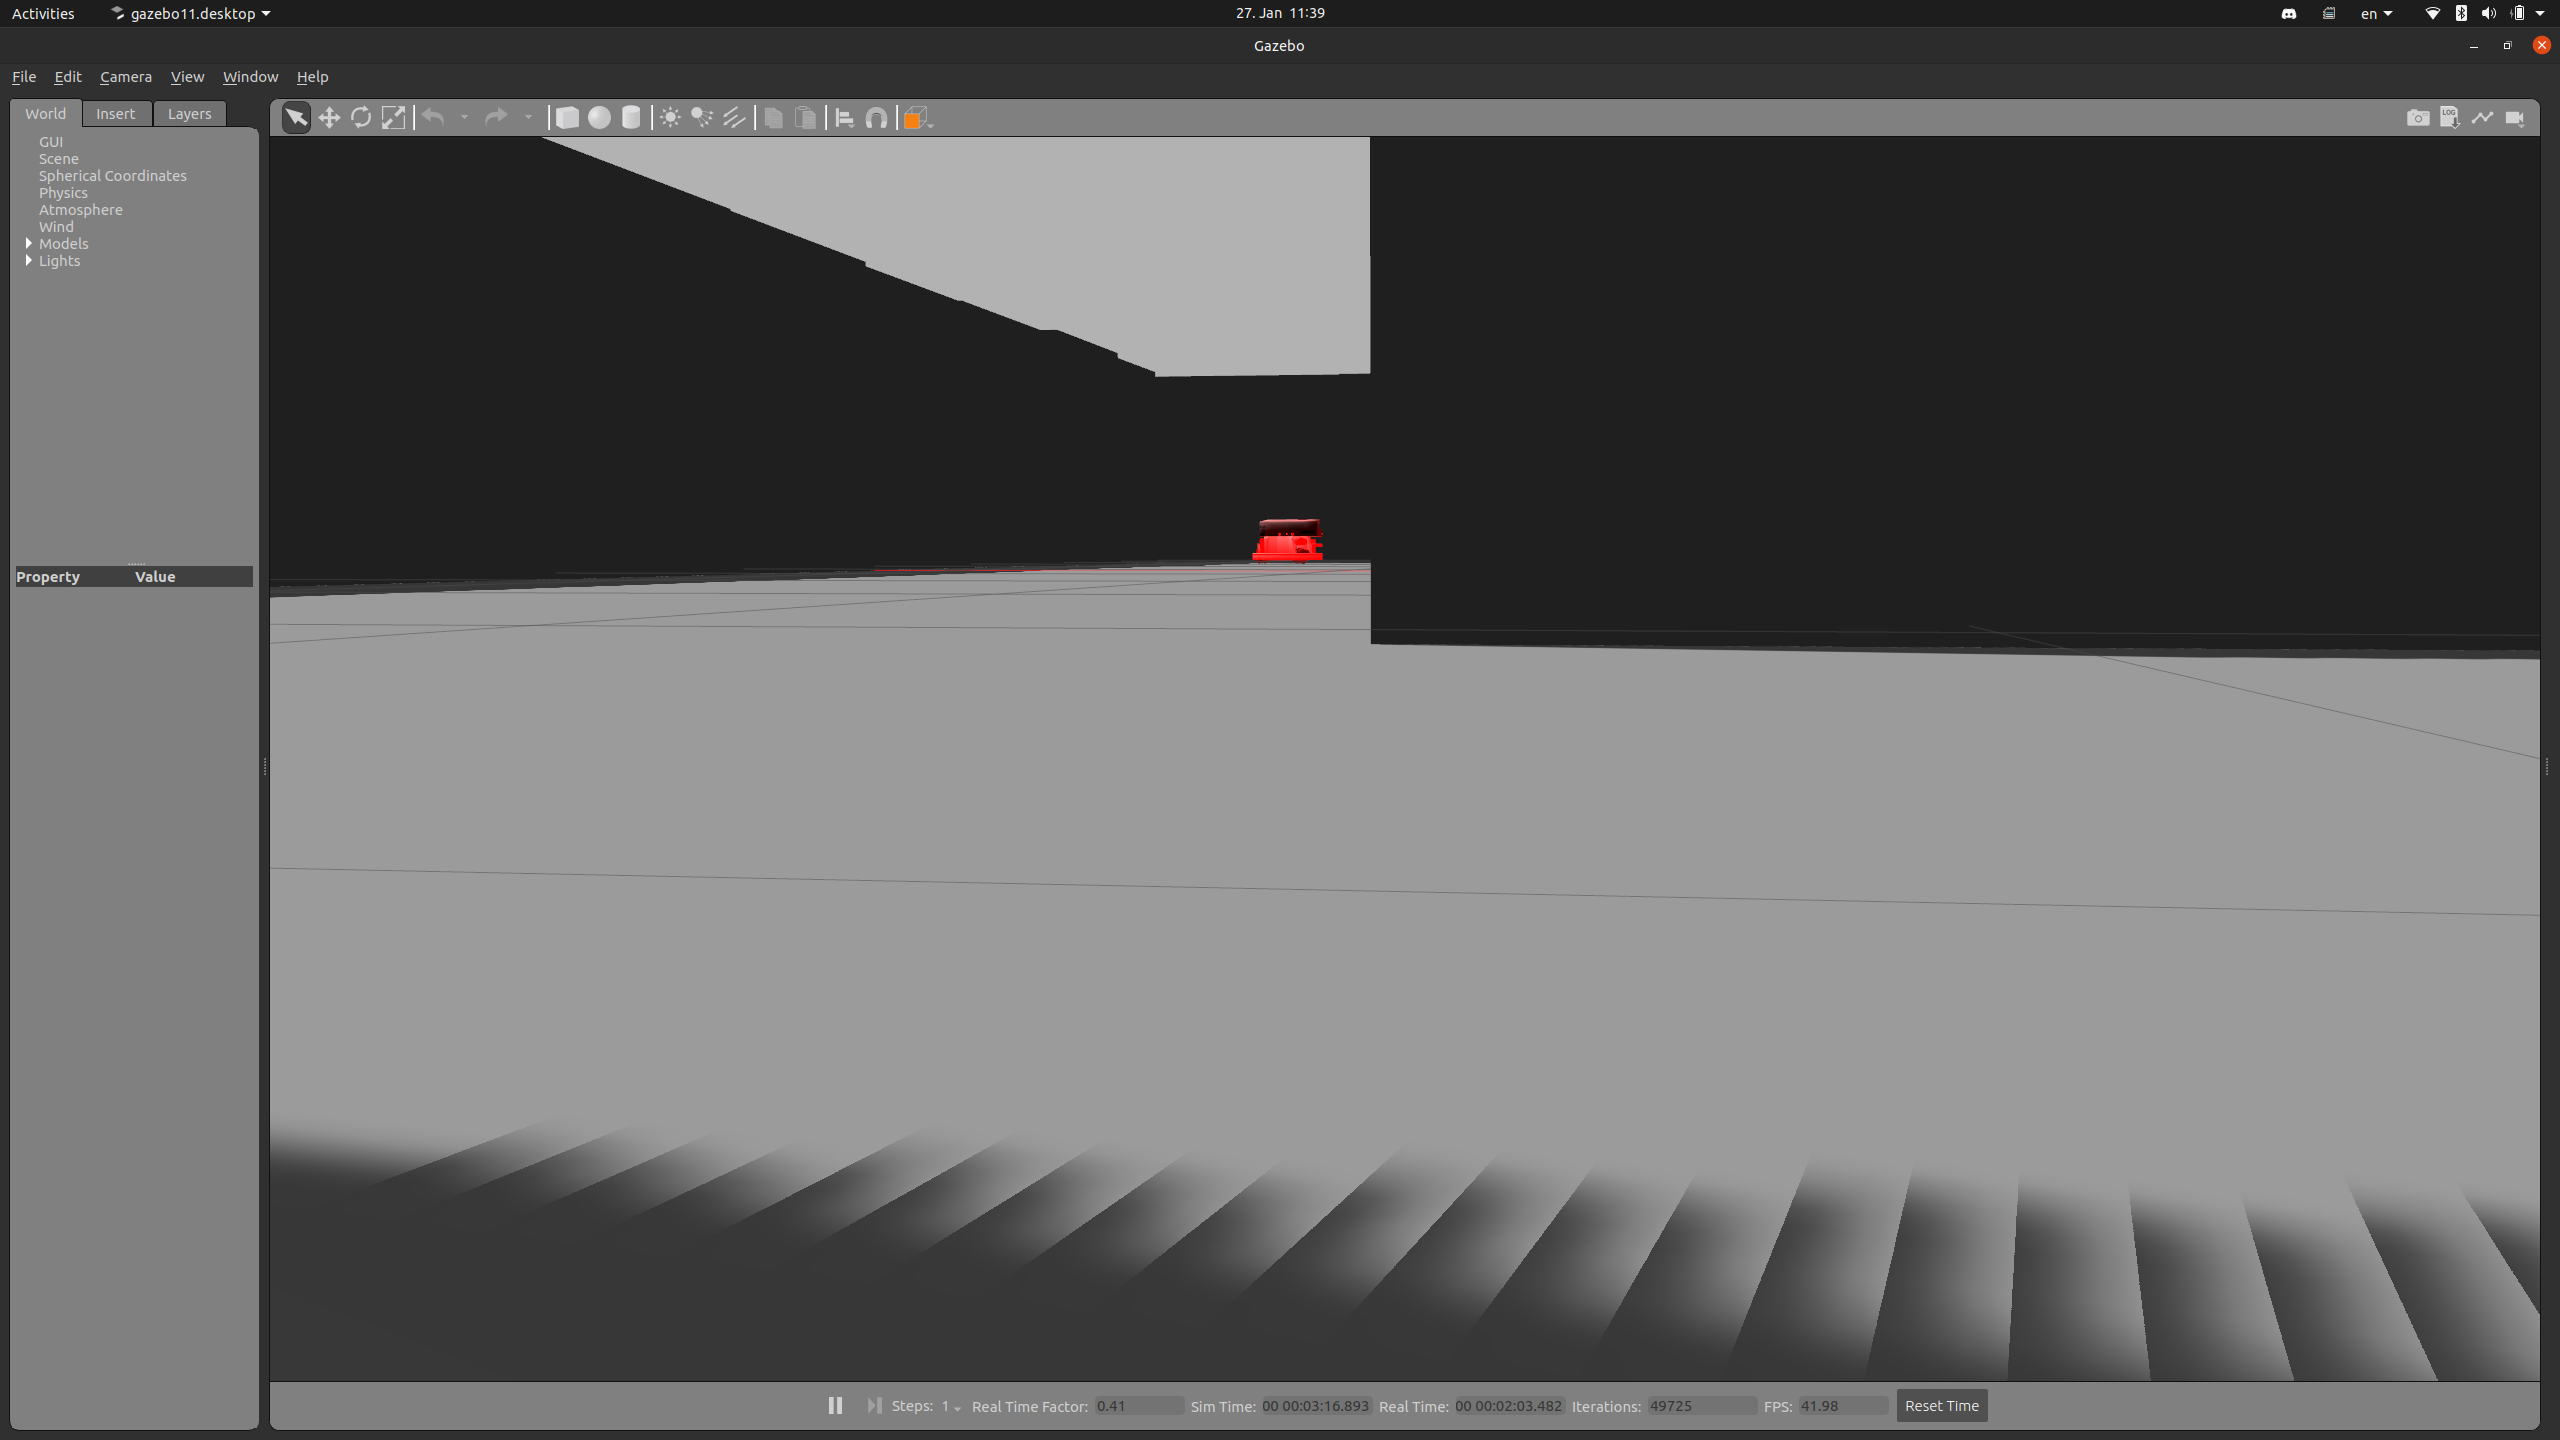 Activities gazebo11.desktop 27. Jan 11:39 en
Gazebo
File Edit Camera View Window Help
World Insert Layers
LOG
GUI
Scene
Spherical Coordinates
Physics
Atmosphere
Wind
Models
Lights
Property Value
Steps: 1 Real Time Factor: 0.41 Sim Time: 00 00:03:16.893 Real Time: 00 00:02:03.482 Iterations: 49725 FPS: 41.98 Reset Time